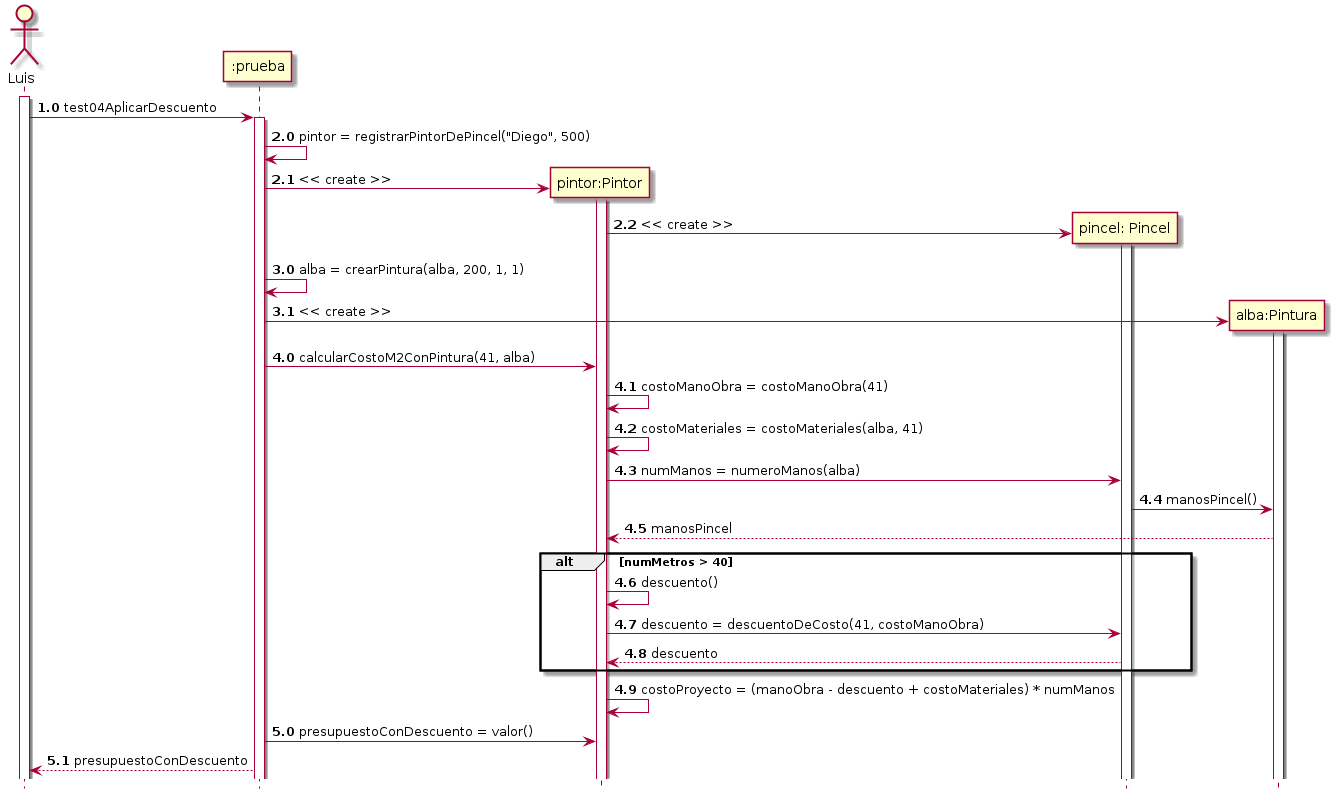 Luis
:prueba
1.0 test04AplicarDescuento
2.0 pintor = registrarPintorDePincel("Diego", 500)
2.1 << create >>
pintor:Pintor
2.2 << create >>
pincel: Pincel
3.0 alba = crearPintura(alba, 200, 1, 1)
3.1 << create >>
alba:Pintura
4.0 calcularCostoM2ConPintura(41, alba)
4.1 costoManoObra = costoManoObra(41)
4.2 costoMateriales = costoMateriales(alba, 41)
4.3 numManos = numeroManos(alba)
4.4 manosPincel()
4.5 manosPincel
alt [numMetros > 40]
4.6 descuento()
4.7 descuento = descuentoDeCosto(41, costoManoObra)
4.8 descuento
4.9 costoProyecto = (manoObra - descuento + costoMateriales) * numManos
5.0 presupuestoConDescuento = valor()
5.1 presupuestoConDescuento